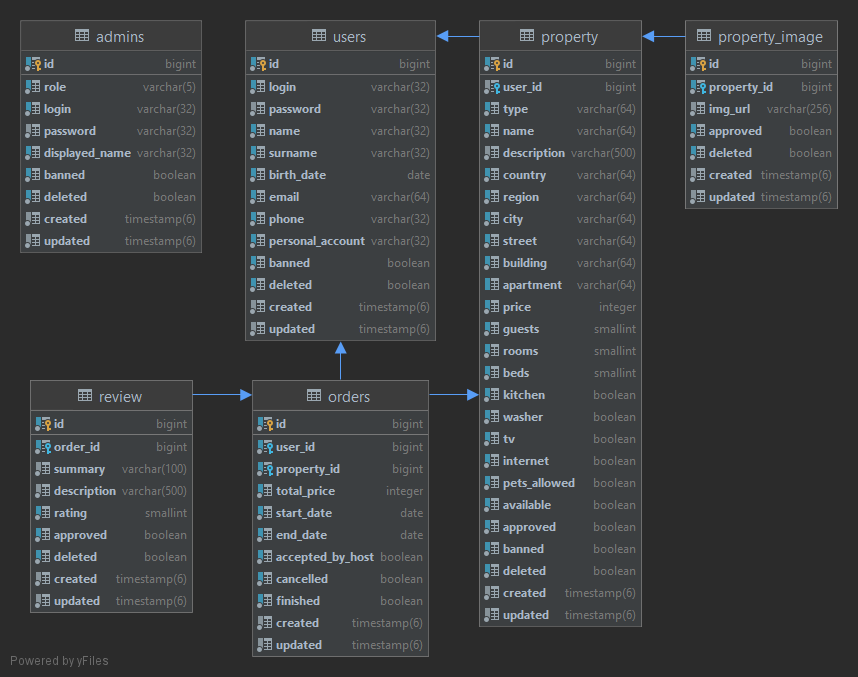 admins
id bigint
role varchar(5)
login varchar(32)
password varchar(32)
displayed_name varchar(32)
banned boolean
deleted boolean
created timestamp(6)
updated timestamp(6)
users
id bigint
login varchar(32)
password varchar(32)
name varchar(32)
surname varchar(32)
birth_date date
email varchar(64)
phone varchar(32)
personal_account varchar(32)
banned boolean
deleted boolean
created timestamp(6)
updated timestamp(6)
property
id bigint
user_id bigint
type varchar(64)
name varchar(64)
description varchar(500)
country varchar(64)
region varchar(64)
city varchar(64)
street varchar(64)
building varchar(64)
apartment varchar(64)
price integer
guests smallint
rooms smallint
beds smallint
kitchen boolean
washer boolean
tv boolean
internet boolean
pets_allowed boolean
available boolean
approved boolean
banned boolean
deleted boolean
created timestamp(6)
updated timestamp(6)
property_image
id bigint
property_id bigint
img_url varchar(256)
approved boolean
deleted boolean
created timestamp(6)
updated timestamp(6)
review
id bigint
order_id bigint
summary varchar(100)
description varchar(500)
rating smallint
approved boolean
deleted boolean
created timestamp(6)
updated timestamp(6)
orders
id bigint
user_id bigint
property_id bigint
total_price integer
start_date date
end_date date
accepted_by_host boolean
cancelled boolean
finished boolean
created timestamp(6)
updated timestamp(6)
Powered by yFiles